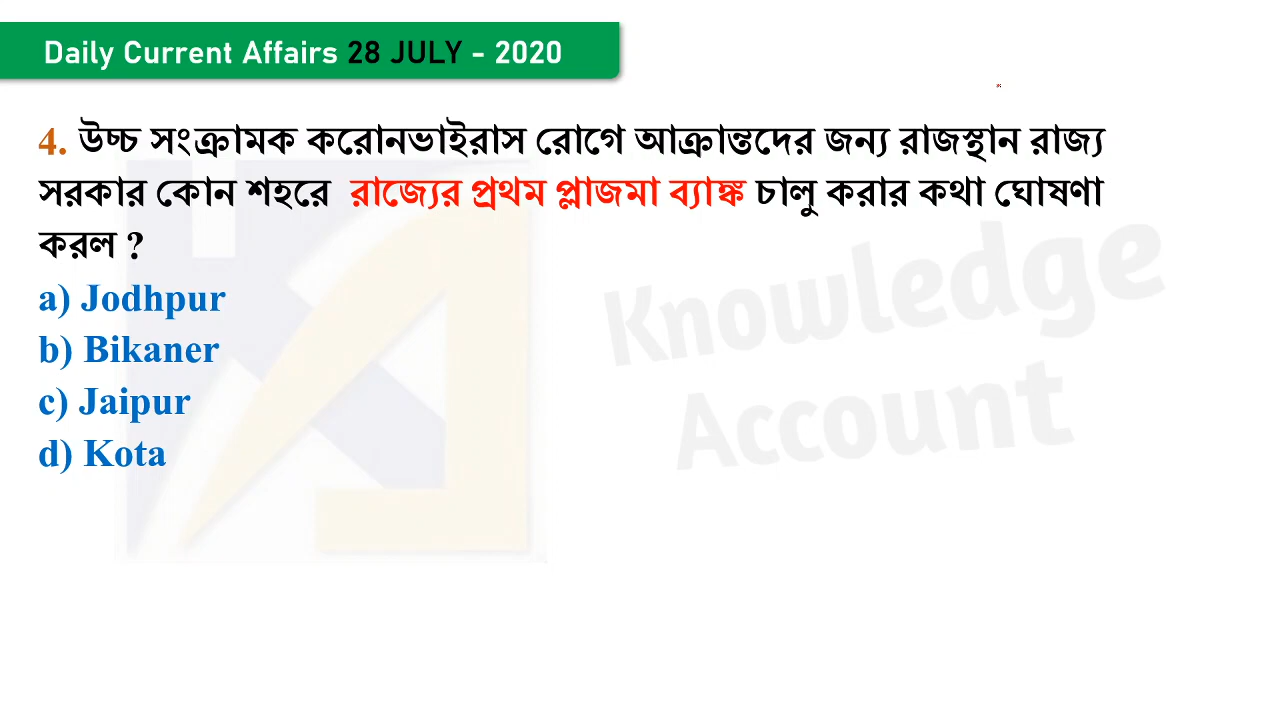 Daily Current Affairs 28 JULY - 2020
4. উচ্চ সংক্রামক করোনভাইরাস রোগে আক্রান্তদের জন্য রাজস্থান রাজ্য
সরকার কোন শহরে রাজ্যের প্রথম প্লাজমা ব্যাঙ্ক চালু করার কথা ঘোষণা
করল ?
a) Jodhpur
b) Bikaner
c) Jaipur
d) Kota
Knowledge
Account